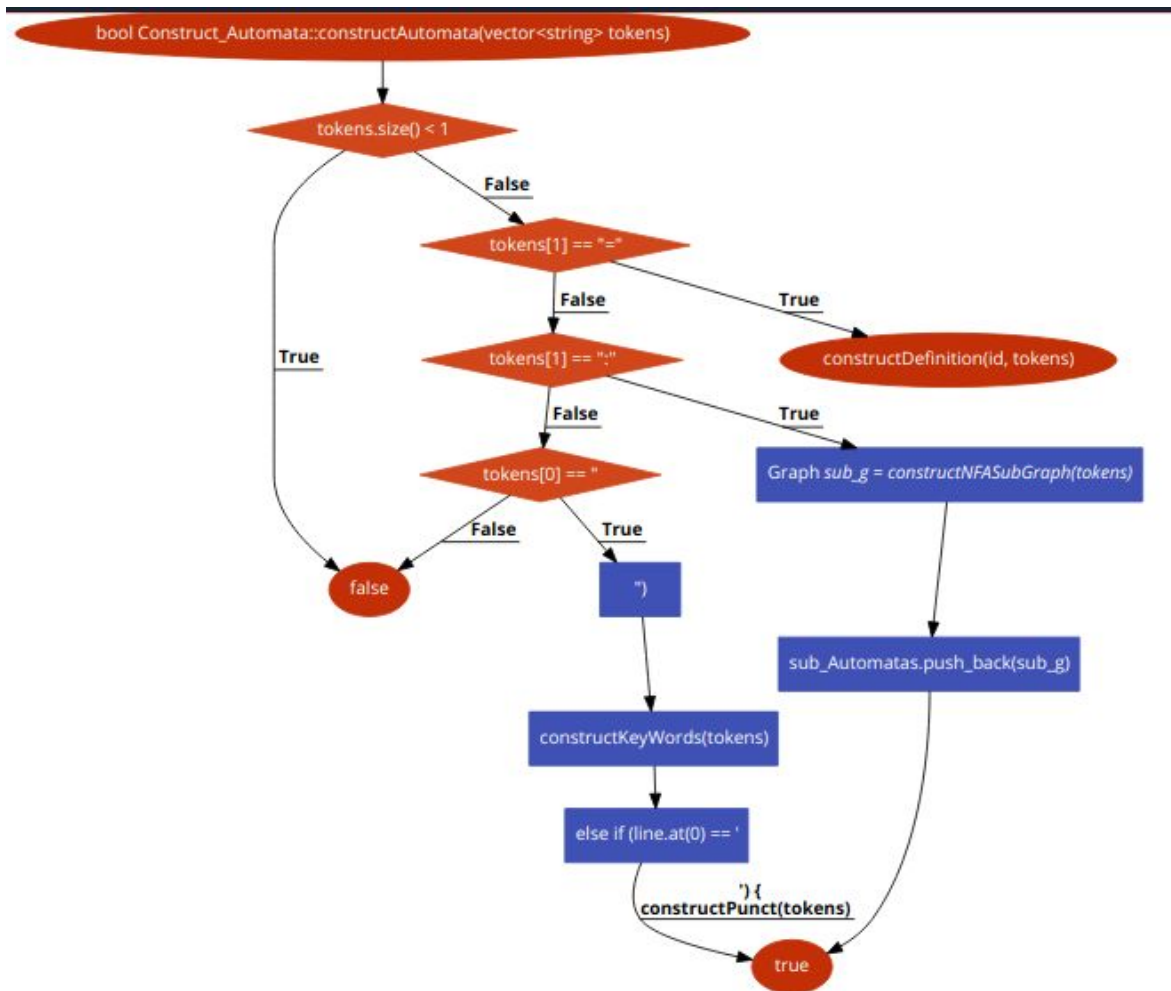 bool Construct_Automata::constructAutomata(vector<string> tokens)
tokens.size() < 1
False
tokens[1] == "="
False
True
True
tokens[1] == ":"
constructDefinition(id, tokens)
False
True
tokens[0] == "
Graph sub_g = constructNFASubGraph(tokens)
False
True
false
")
sub_Automatas.push_back(sub_g)
constructKeyWords(tokens)
else if (line.at(0) == '
') {
constructPunct(tokens)
true